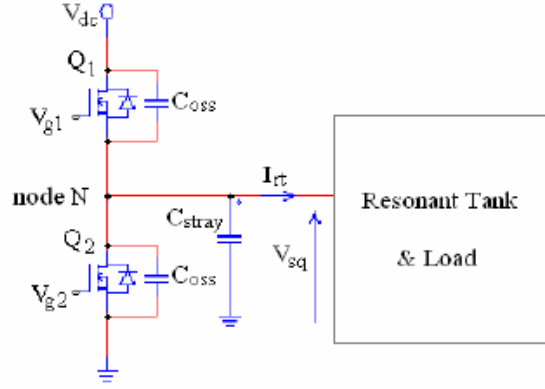 Vdc
Q1
Coss
Vg1
Irt
node N
Cstray
Resonant Tank
& Load
Vsq
Q2
Coss
Vg2